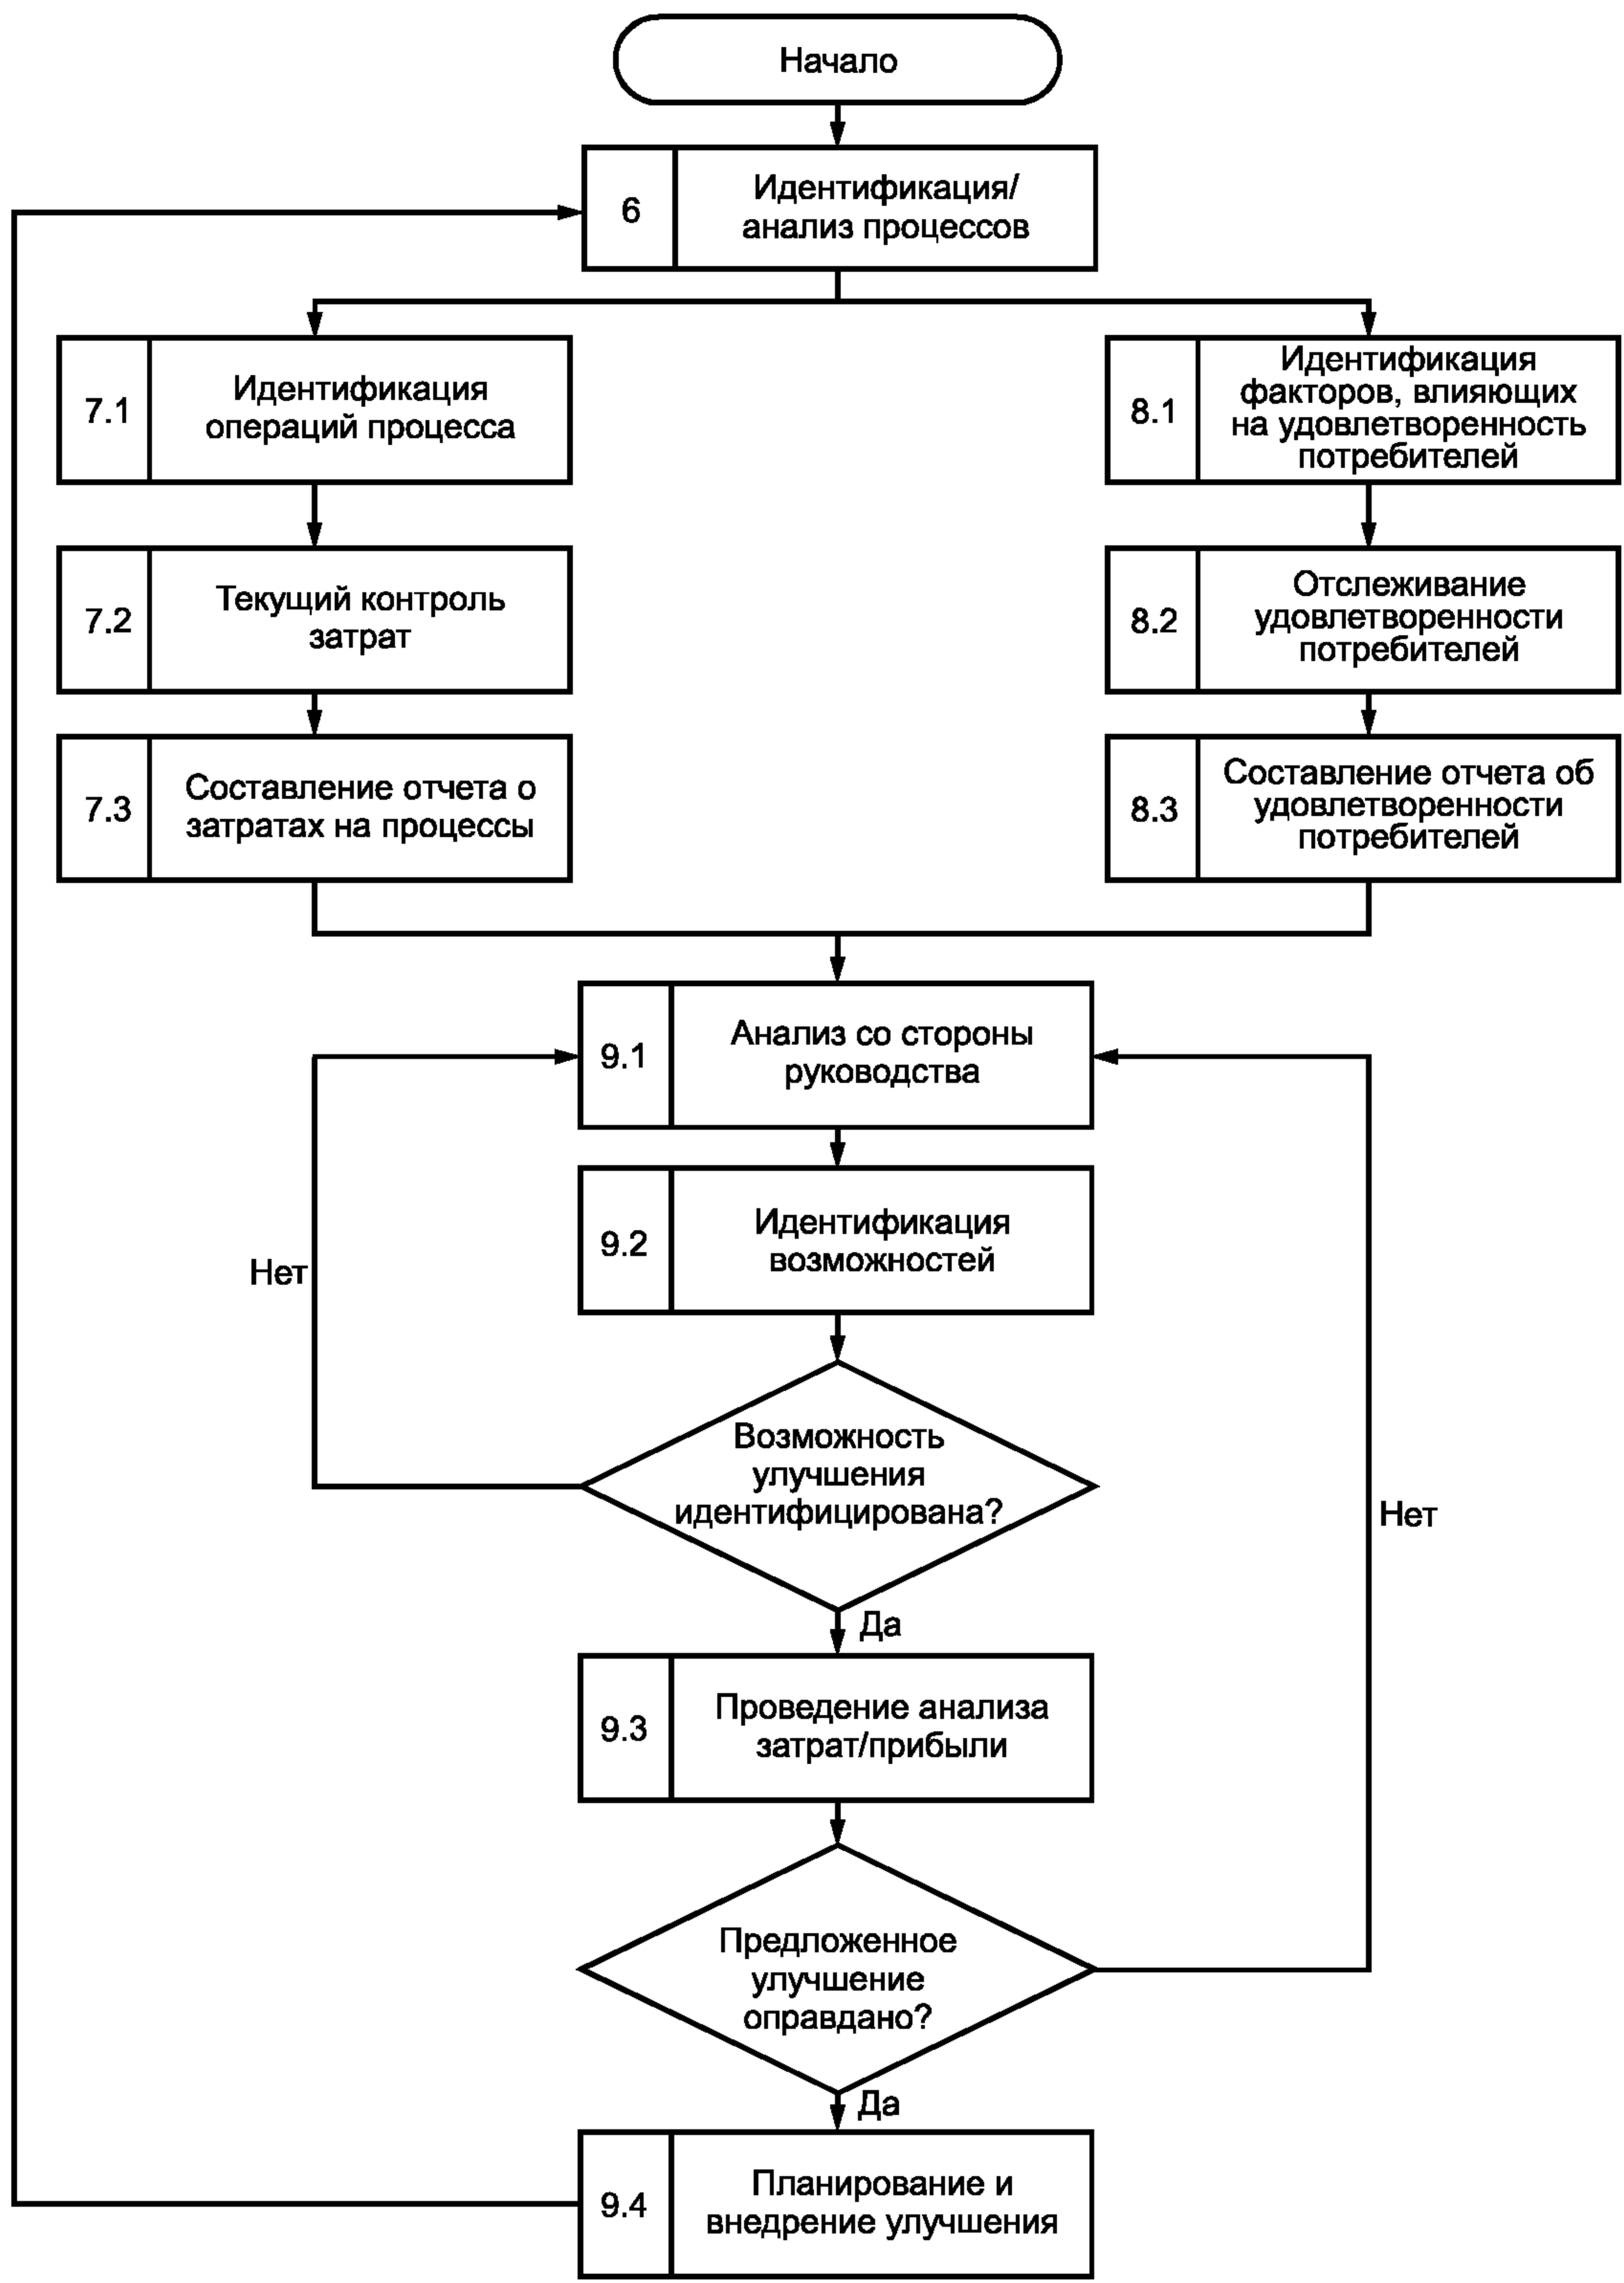 Начало
6
Идентификация/
анализ процессов
7.1
Идентификация
операций процесса
8.1
Идентификация
факторов, влияющих
на удовлетворенность
потребителей
7.2
Текущий контроль
затрат
8.2
Отслеживание
удовлетворенности
потребителей
7.3
Составление отчета о
затратах на процессы
8.3
Составление отчета об
удовлетворенности
потребителей
9.1
Анализ со стороны
руководства
9.2
Идентификация
возможностей
Нет
Возможность
улучшения
идентифицирована?
Нет
Да
9.3
Проведение анализа
затрат/прибыли
Предложенное
улучшение
оправдано?
Да
9.4
Планирование и
внедрение улучшения